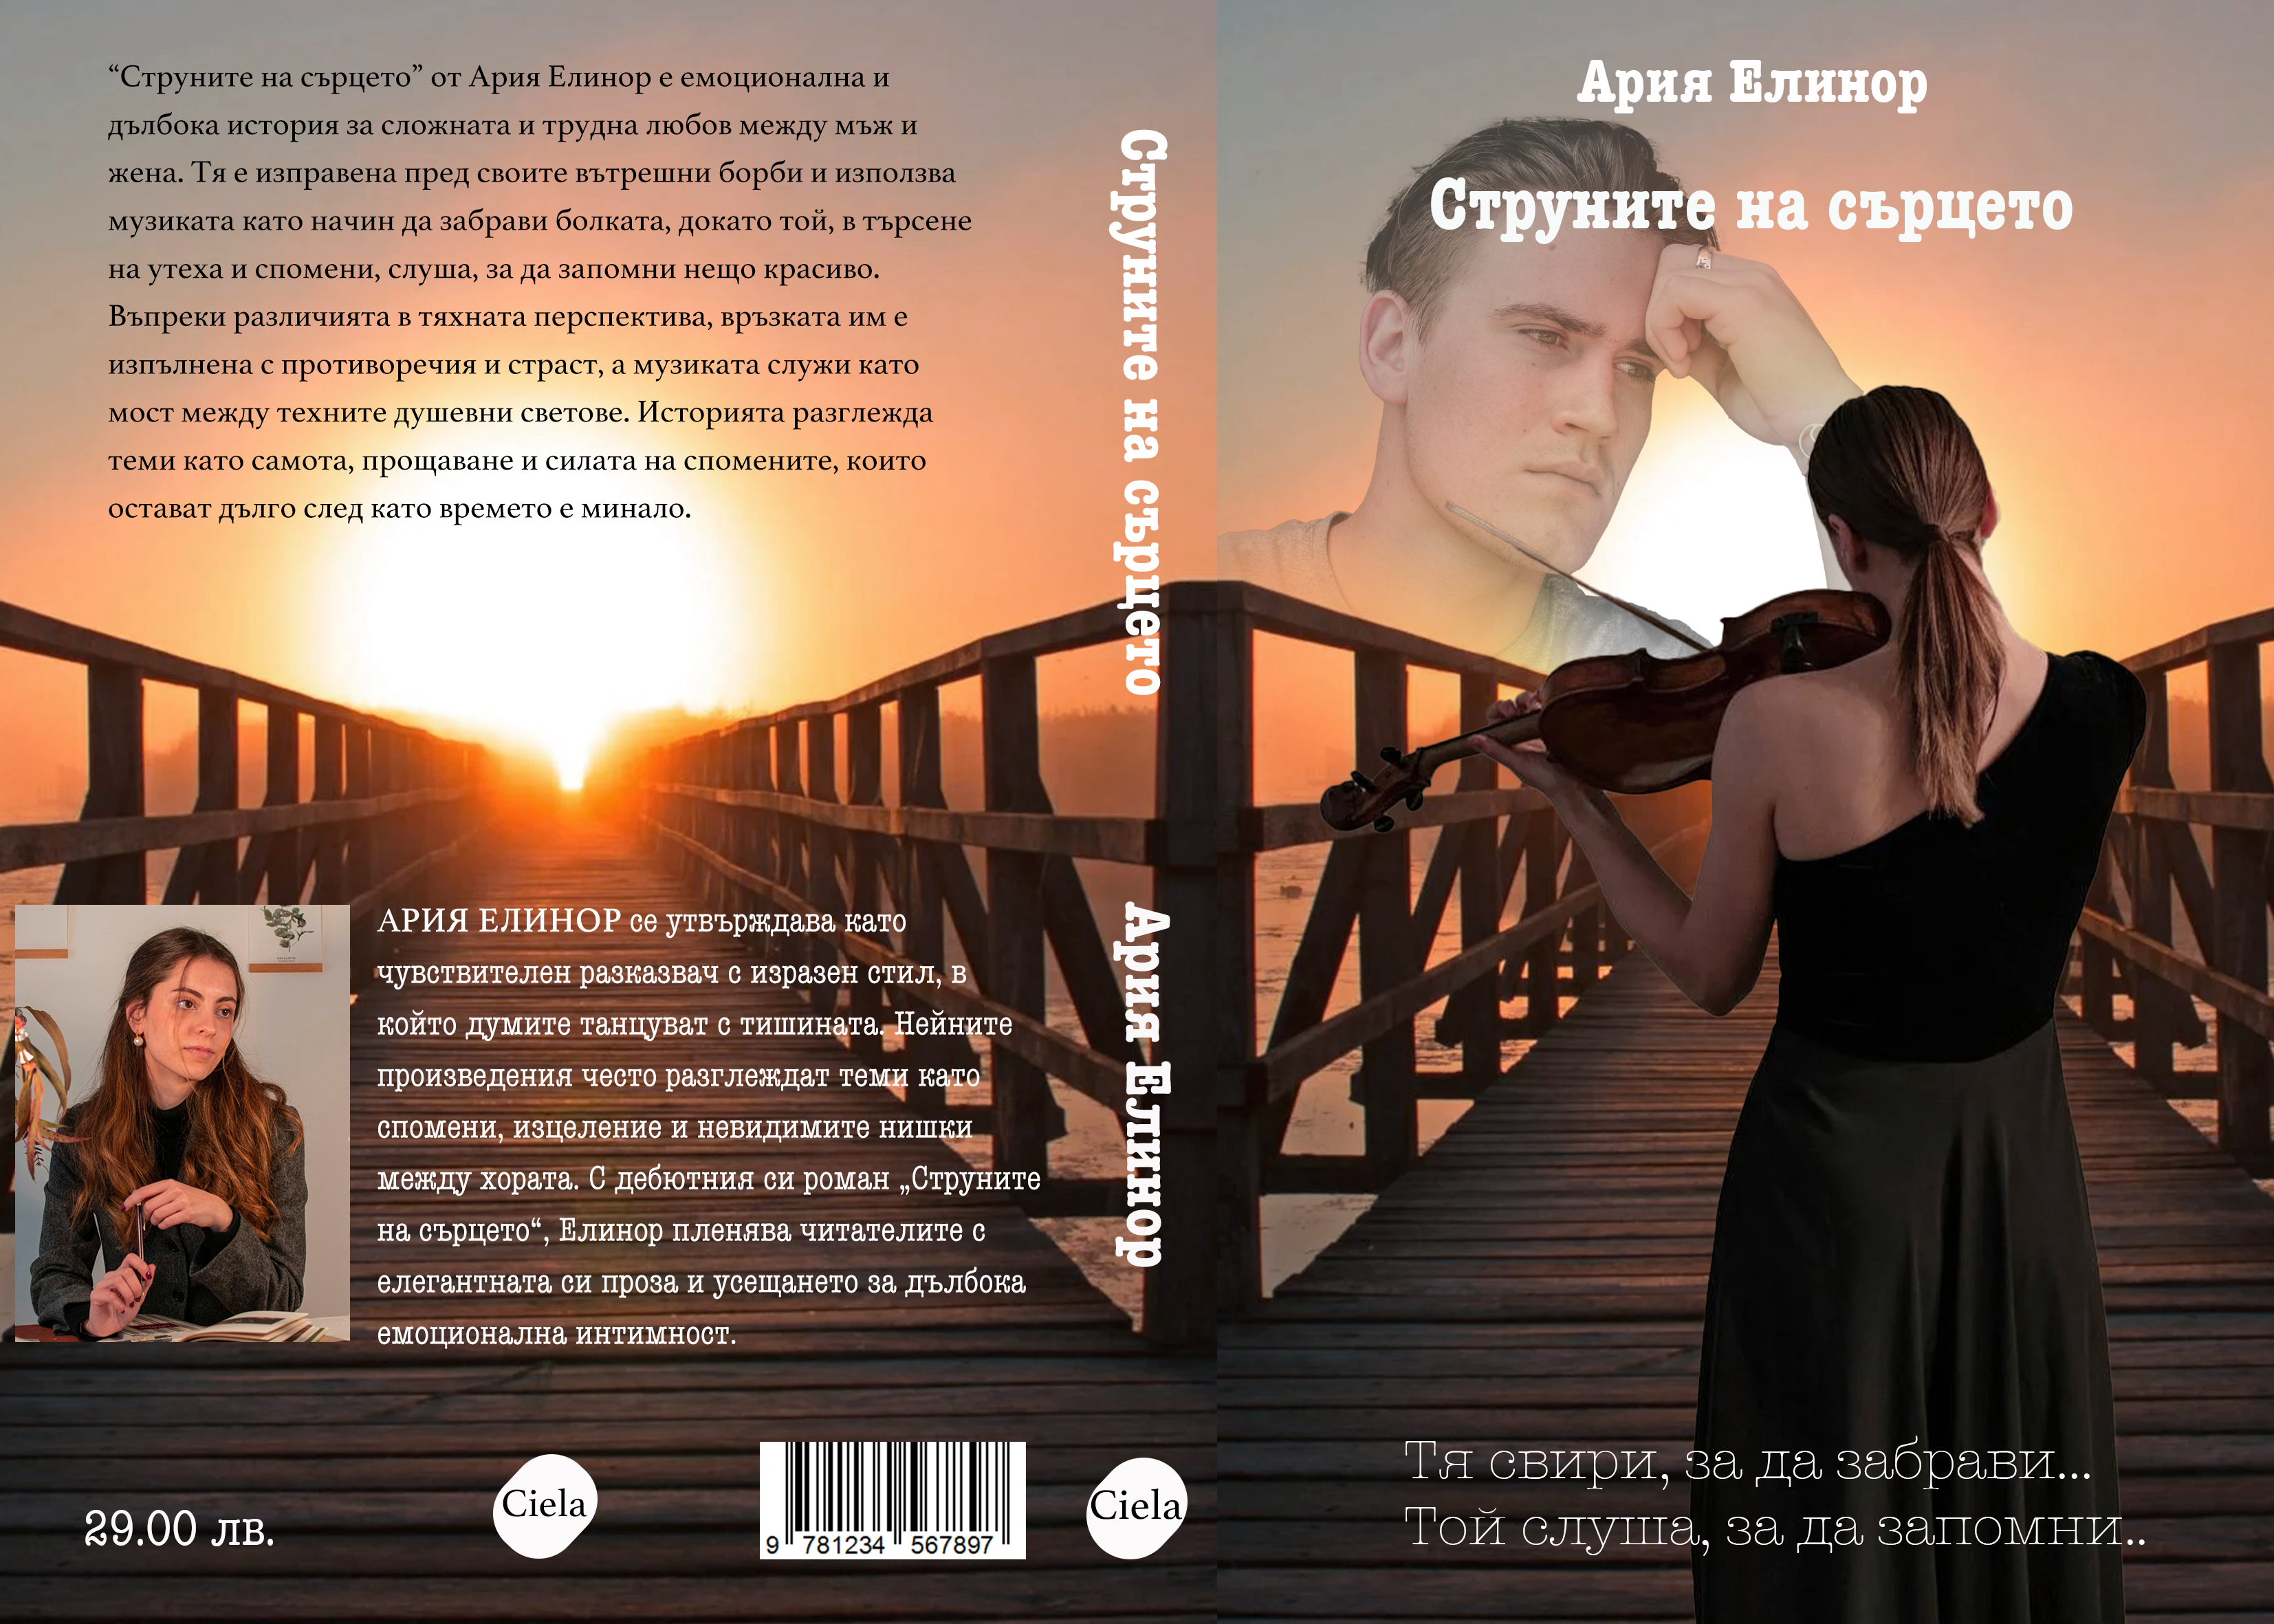 “Струните на сърцето” от Ария Елинор е емоционална и
дълбока история за сложната и трудна любов между мъж и
жена. Тя е изправена пред своите вътрешни борби и използва
музиката като начин да забрави болката, докато той, в търсене
на утеха и спомени, слуша, за да запомни нещо красиво.
Въпреки различията в тяхната перспектива, връзката им е
изпълнена с противоречия и страст, а музиката служи като
мост между техните душевни светове. Историята разглежда
теми като самота, прощаване и силата на спомените, които
остават дълго след като времето е минало.
АРИЯ ЕЛИНОР се утвърждава като
чувствителен разказвач с изразен стил, в
който думите танцуват с тишината. Нейните
произведения често разглеждат теми като
спомени, изцеление и невидимите нишки
между хората. С дебютния си роман „Струните
на сърцето“, Елинор пленява читателите с
елегантната си проза и усещането за дълбока
емоционална интимност.
29.00 лв.
Ciela
9 781234 567897
Струните на сърцето
Ария Елинор
Ciela
Ария Елинор
Струните на сърцето
Тя свири, за да забрави...
Той слуша, за да запомни..